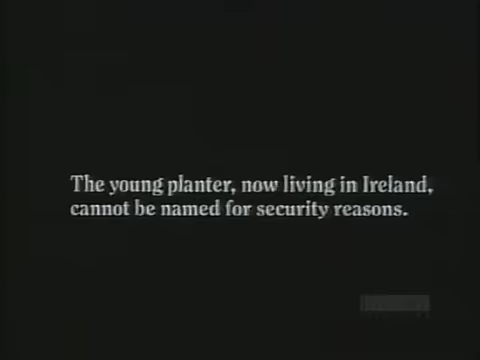 The young planter, now living in Ireland,
cannot be named for security reasons.